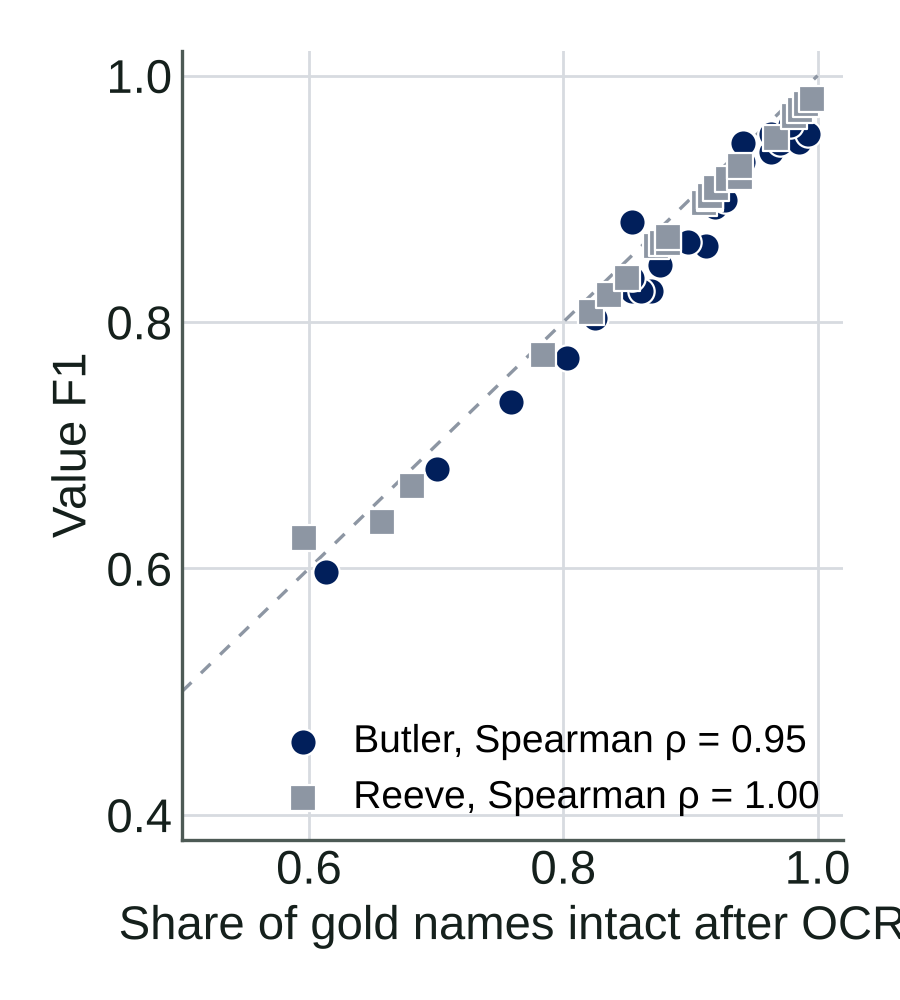 1.0
0.8
0.6
0.4
Value F1
Butler, Spearman ρ = 0.95
Reeve, Spearman ρ = 1.00
0.6 0.8 1.0
Share of gold names intact after OCR